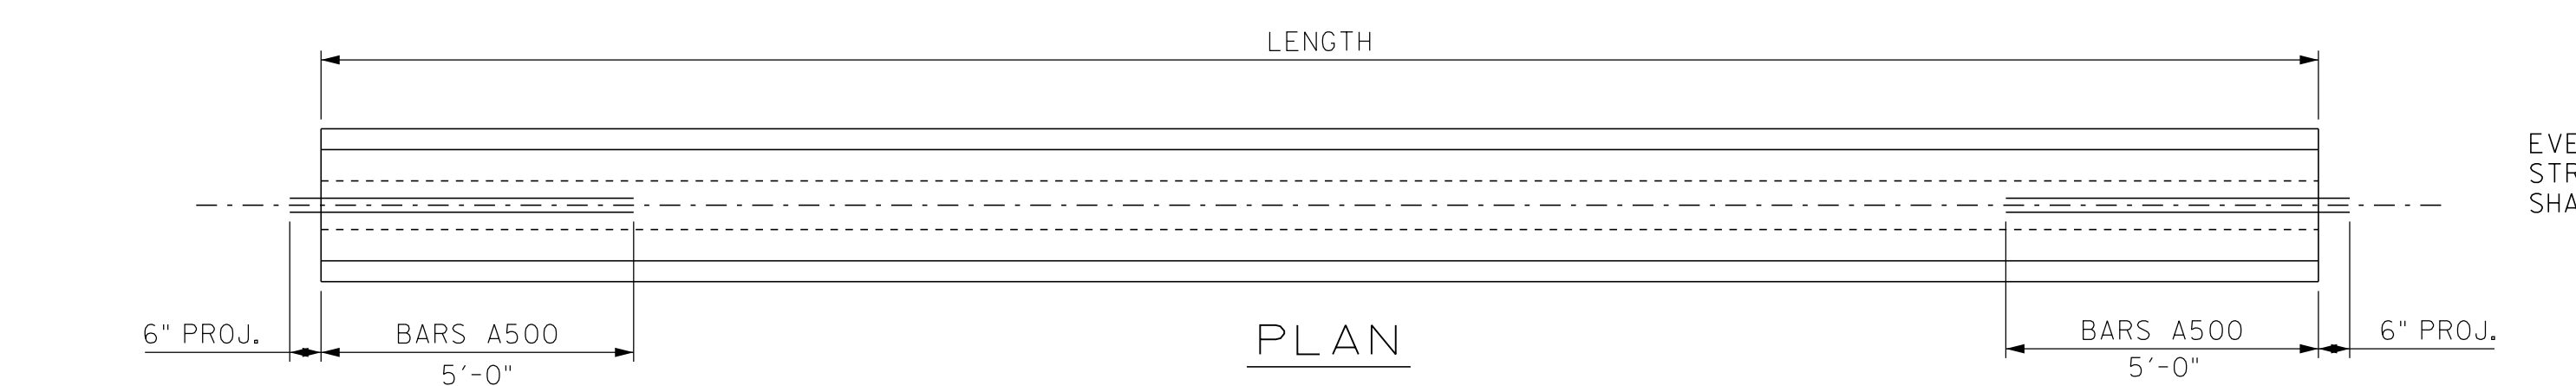 LENGTH
6" PROJ.
BARS A500
5'-0"
PLAN
BARS A500
5'-0"
6" PROJ.